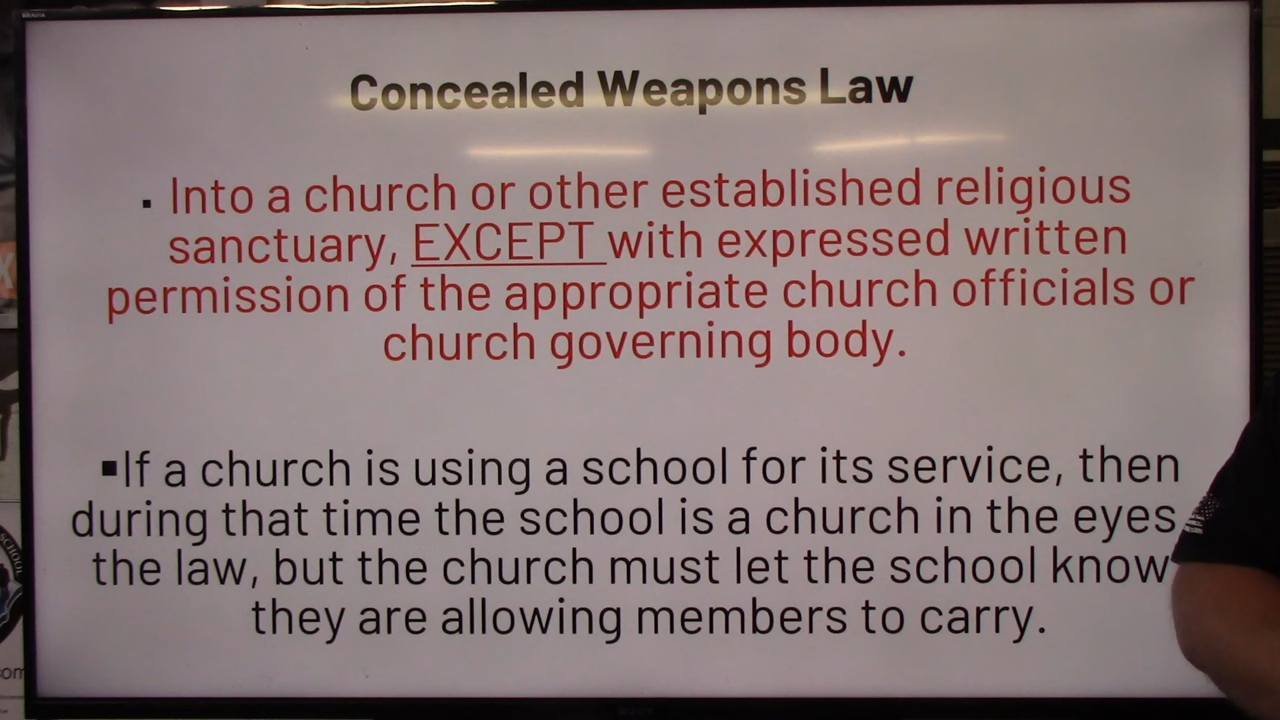 Concealed Weapons Law
▪ Into a church or other established religious
sanctuary, EXCEPT with expressed written
permission of the appropriate church officials or
church governing body.
▪If a church is using a school for its service, then
during that time the school is a church in the eyes
the law, but the church must let the school know
they are allowing members to carry.
SCHOOL